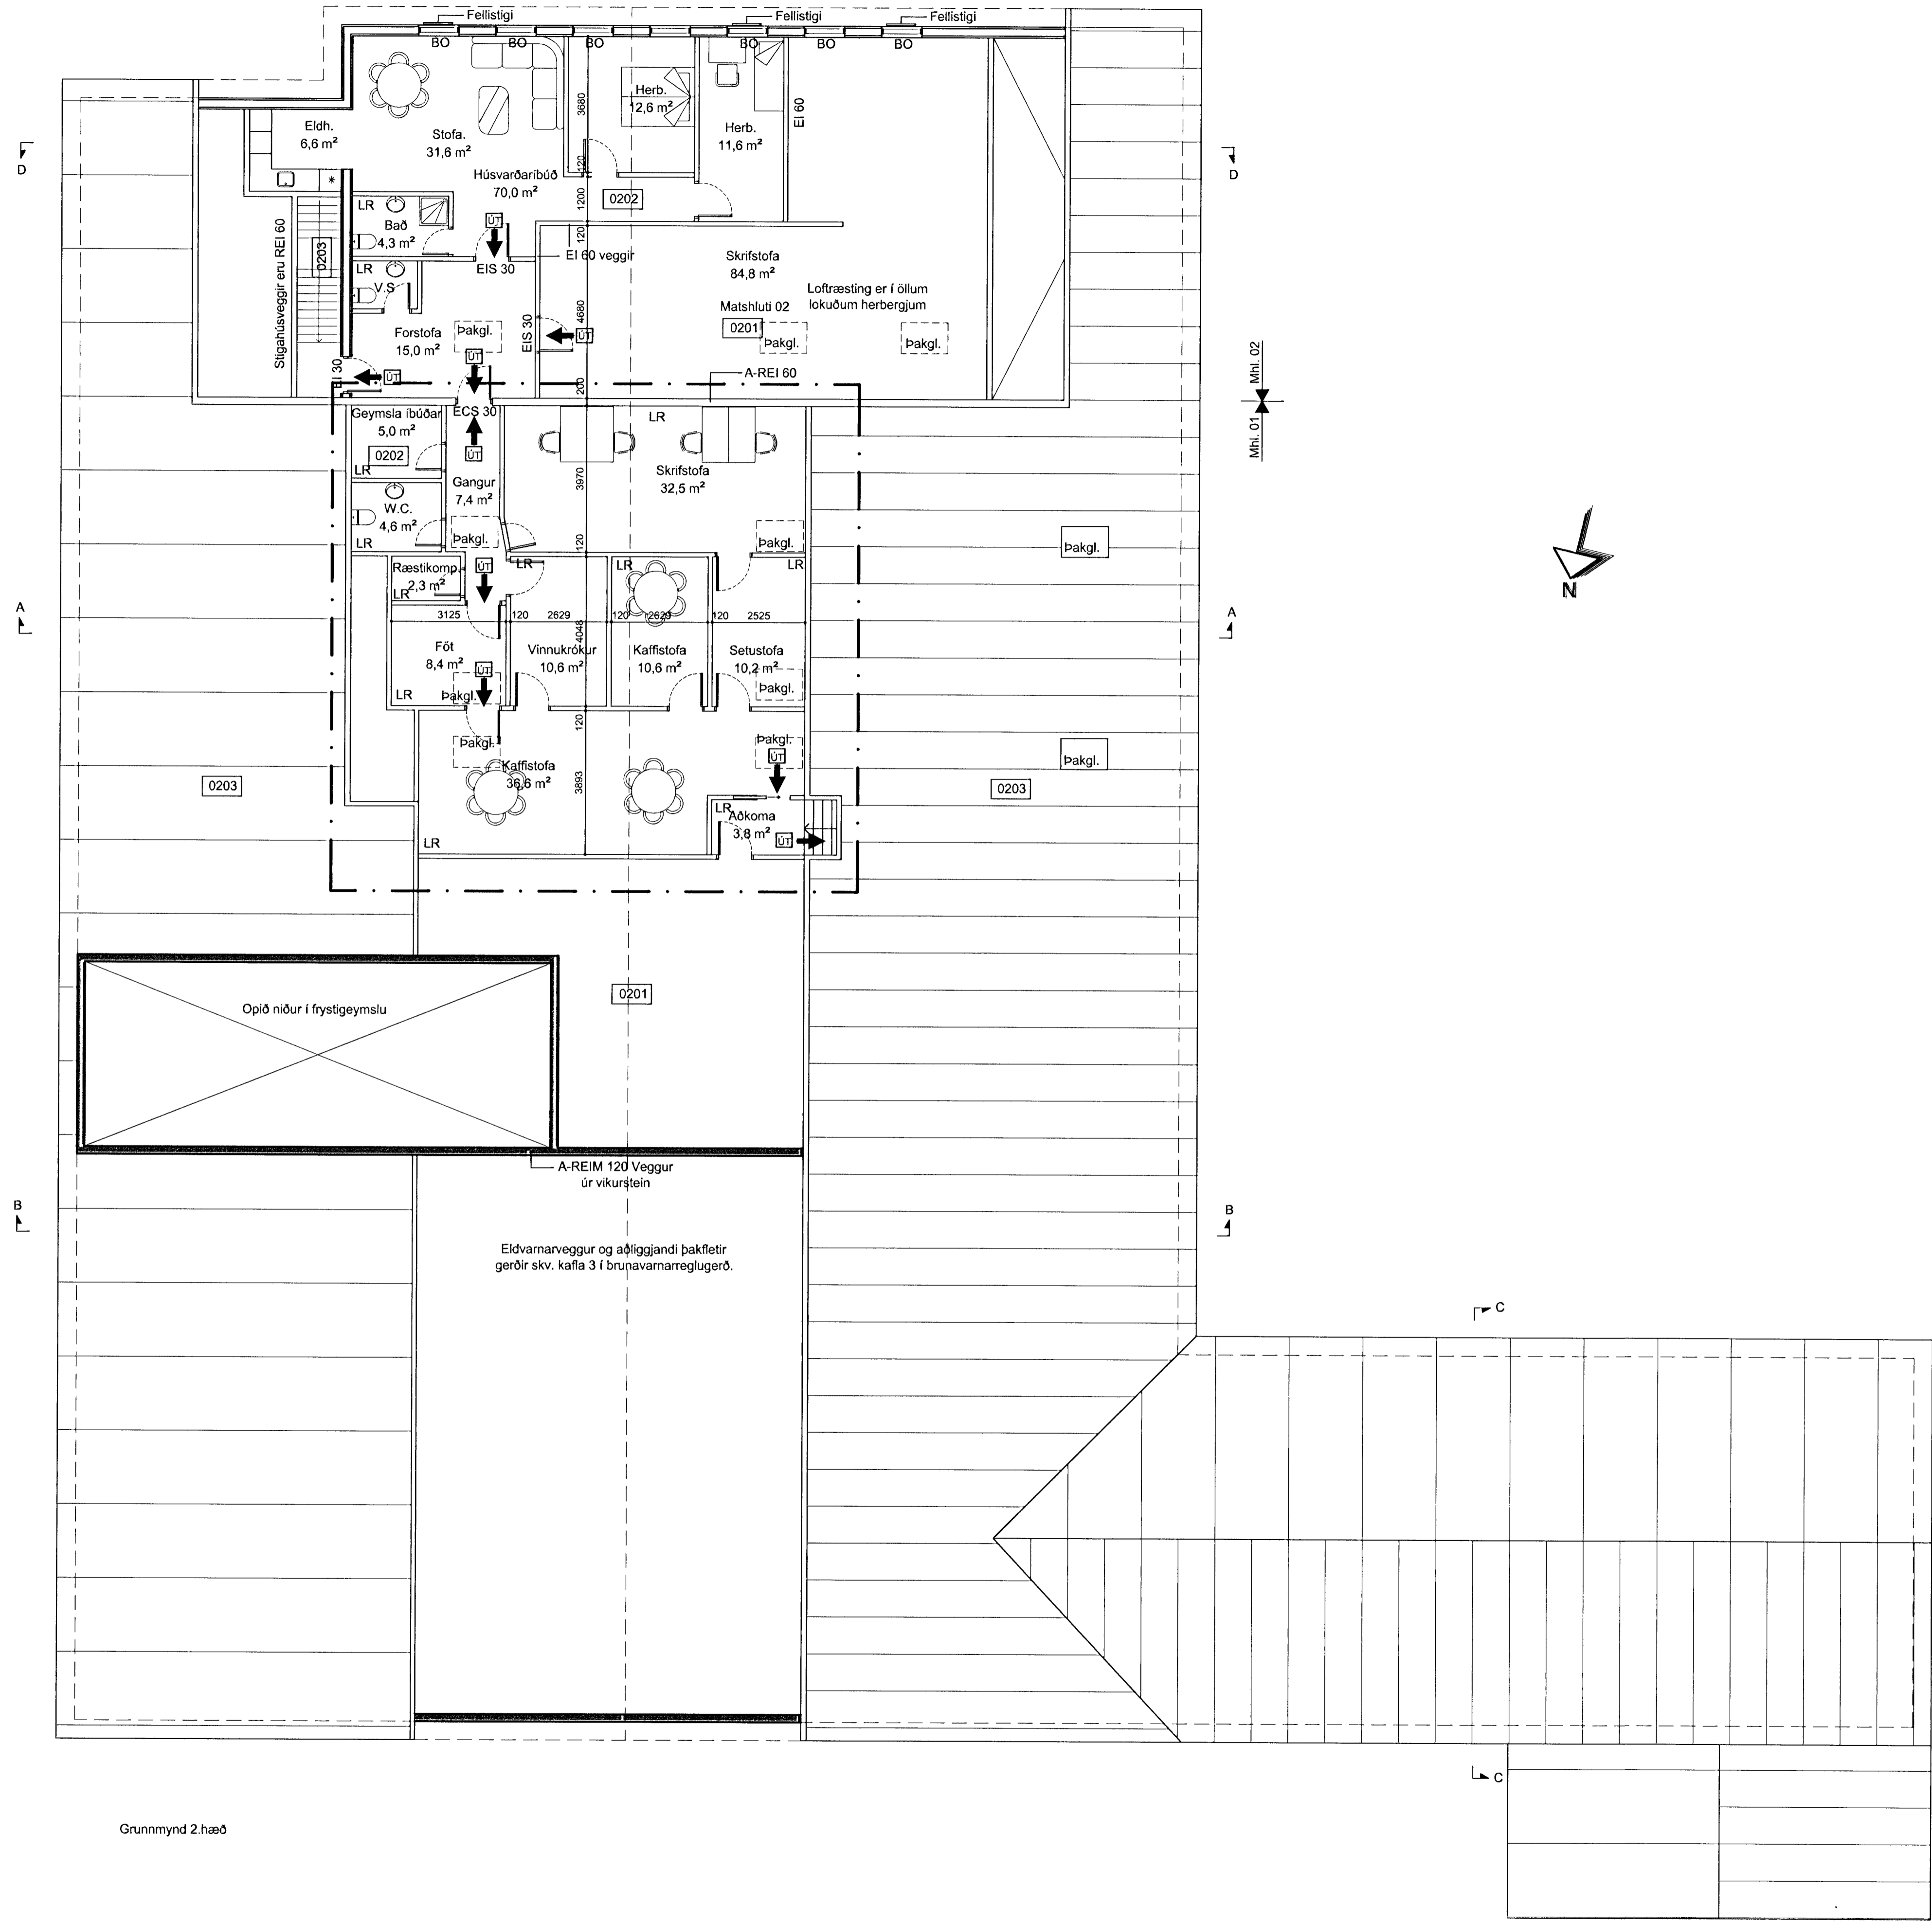 Fellistigi
Fellistigi
Fellistigi
BO
BO
BO
BO
BO
BO
Eldh.
6,6 m²
Stofa.
31,6 m²
Húsvarðaríbúð
70,0 m²
3680
Herb.
12,6 m²
Herb.
11,6 m²
EI 60
D
D
120
1200
120
0202
LR
Bað
4,3 m²
ÚT
EIS 30
EI 60 veggir
Stigahúsveggir eru REI 60
0203
LR
V.S
Skrifstofa
84,8 m²
Loftræsting er í öllum
lokuðum herbergjum
Matshluti 02
0201
Þakgl.
Þakgl.
4680
EIS 30
ÚT
Forstofa
15,0 m²
Þakgl.
ÚT
EI 30
ÚT
200
A-REI 60
Mhl. 02
Mhl. 01
Geymsla íbúðar
5,0 m²
0202
LR
ECS 30
ÚT
LR
Gangur
7,4 m²
3970
Skrifstofa
32,5 m²
W.C.
4,6 m²
LR
Þakgl.
120
Þakgl.
Þakgl.
N
Ræstikomp.
2,3 m²
LR
ÚT
LR
LR
LR
A
A
3125
120
2629
120
2629
120
2525
4048
Föt
8,4 m²
Vinnukrókur
10,6 m²
Kaffistofa
10,6 m²
Setustofa
10,2 m²
ÚT
LR
Þakgl.
Þakgl.
120
Þakgl.
Þakgl.
ÚT
Þakgl.
Kaffistofa
36,6 m²
3893
0203
0203
LR
Aðkoma
3,8 m²
ÚT
LR
0201
Opið niður í frystigeymslu
A-REIM 120 Veggur
úr vikurstein
B
B
Eldvarnarveggur og aðliggjandi þakfletir
gerðir skv. kafla 3 í brunavarnarreglugerð.
C
C
Grunnmynd 2.hæð